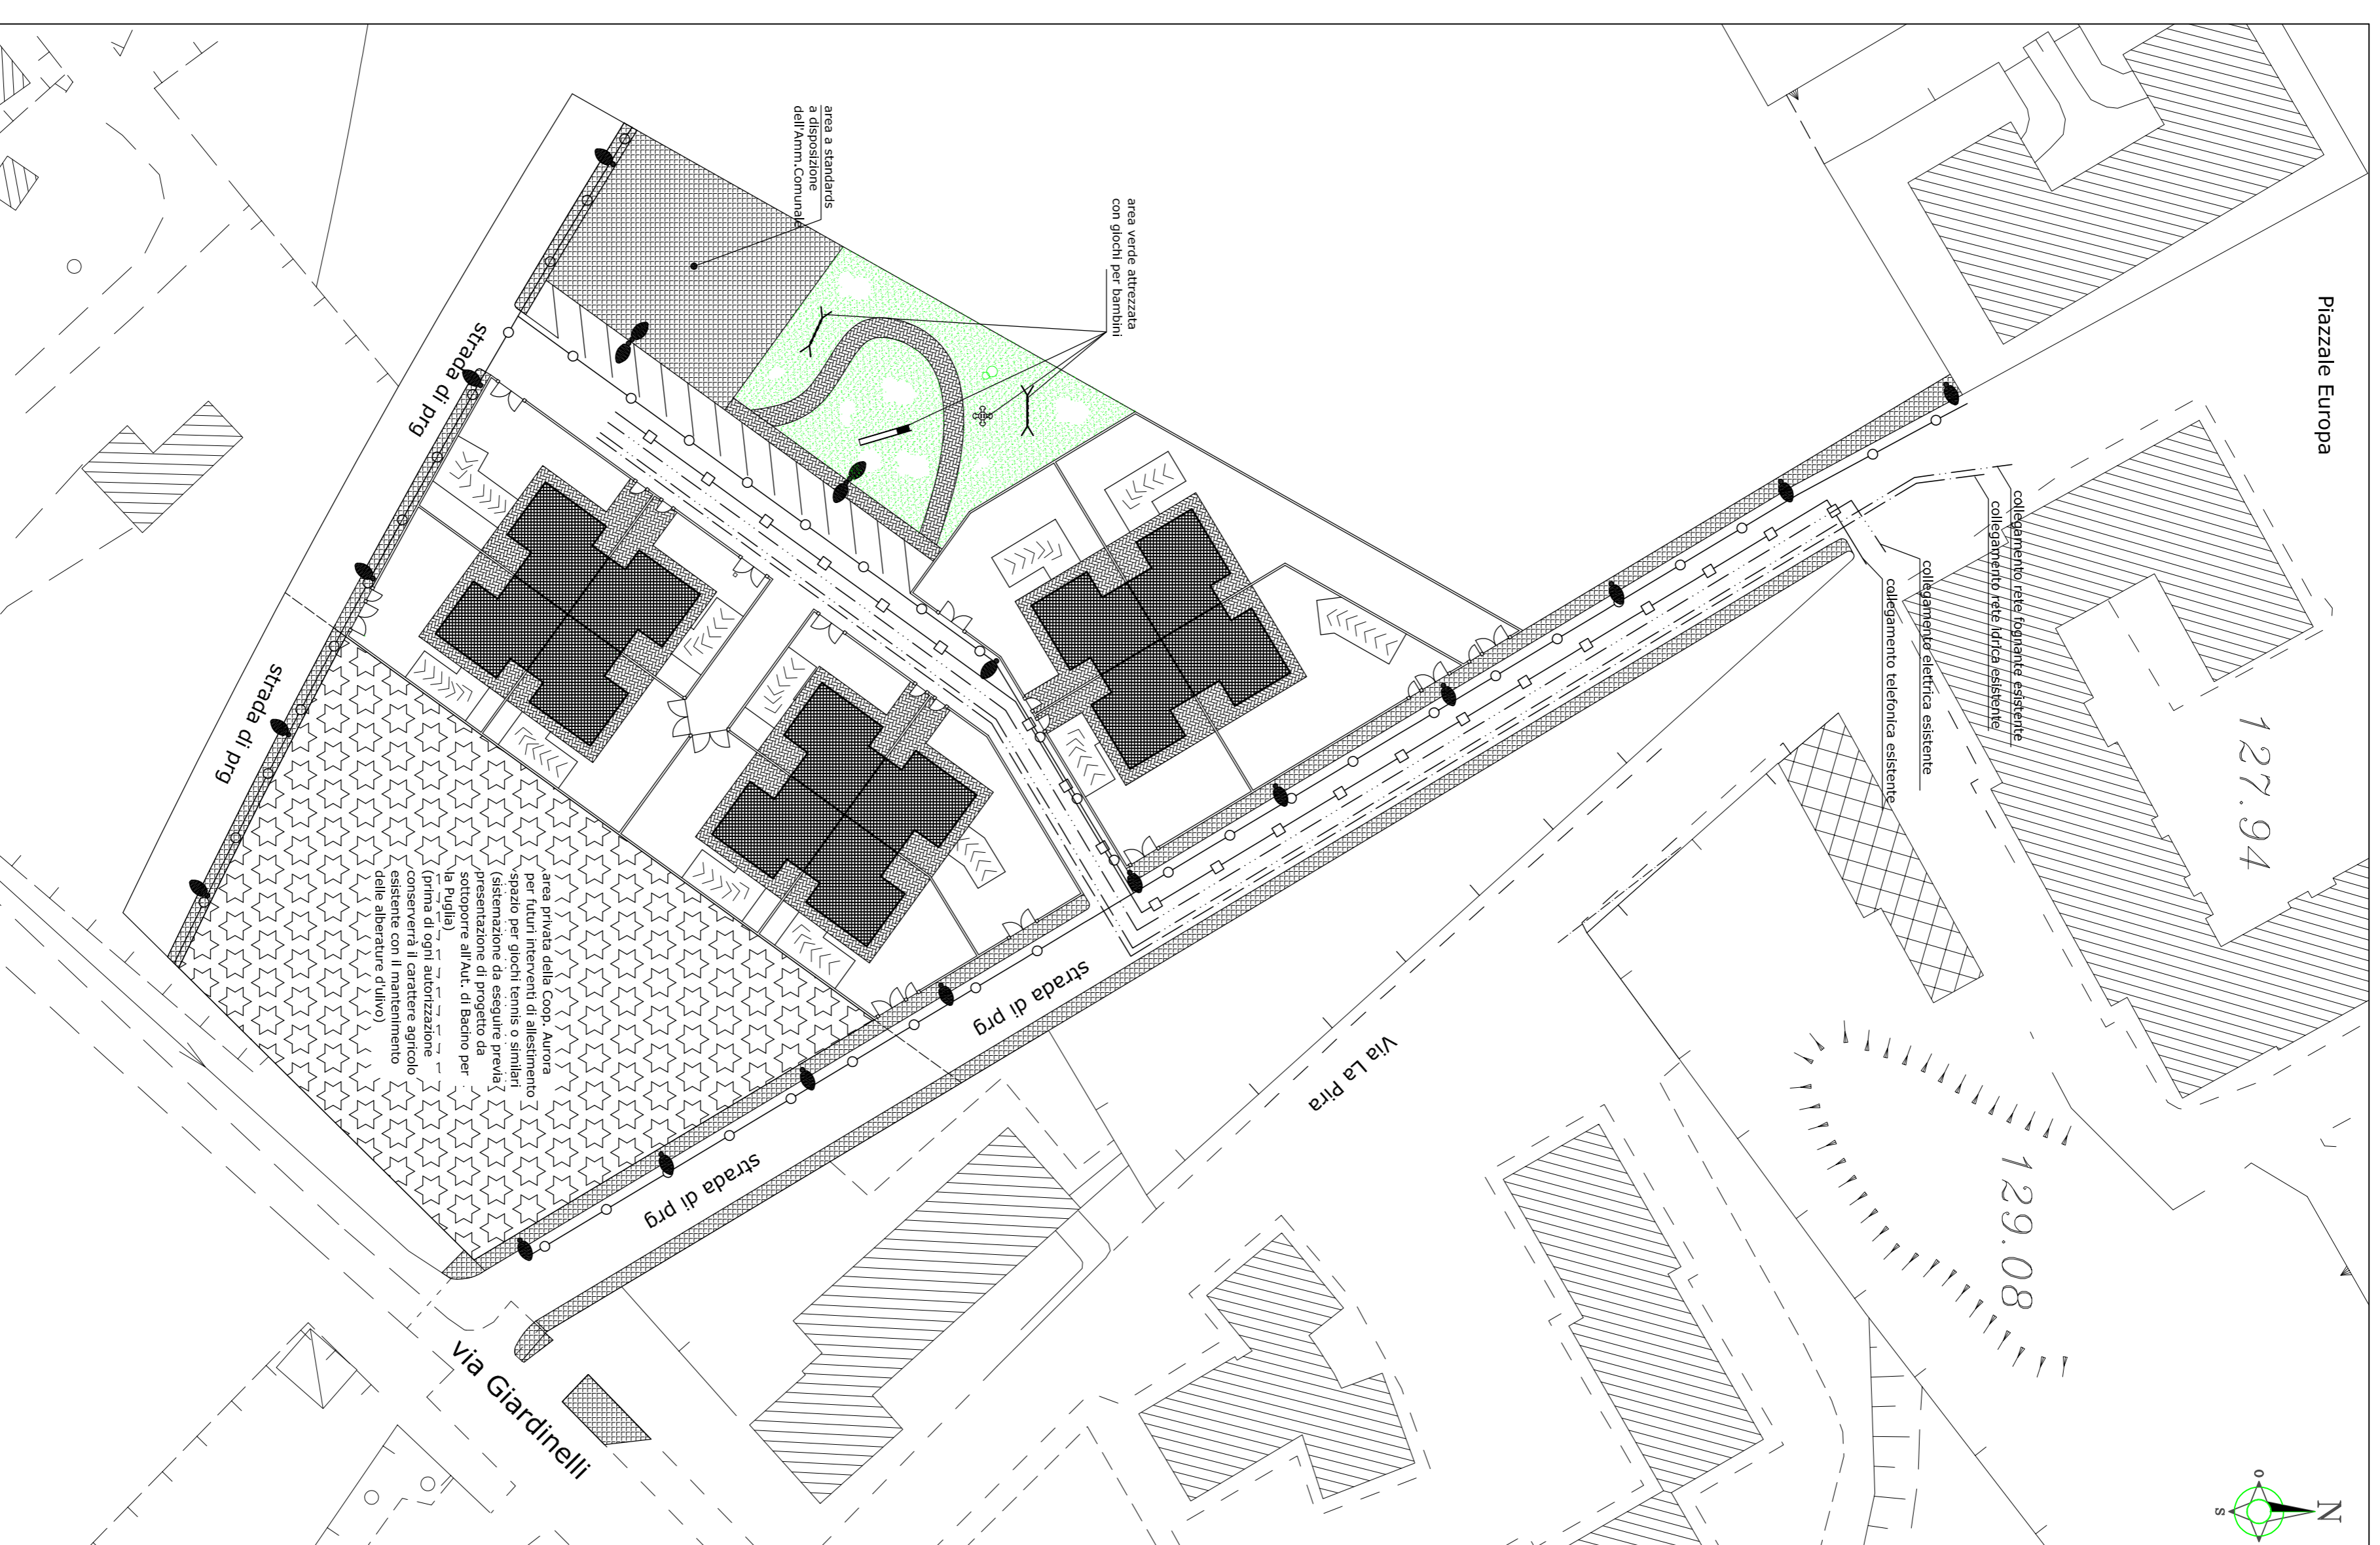 Piazzale Europa
area a standards
a disposizione
dell'Amm.Comunale
area verde attrezzata
con giochi per bambini
collegamento rete fognante esistente
collegamento rete idrica esistente
collegamento elettrica esistente
collegamento telefonica esistente
127.94
129.08
strada di prg
strada di prg
strada di prg
strada di prg
Via La Pira
via Giardinelli
area privata della Coop. Aurora
per futuri interventi di allestimento
spazio per giochi tennis o similari
(sistemazione da eseguire previa
presentazione di progetto da
sottoporre all'Aut. di Bacino per
la Puglia)
(prima di ogni autorizzazione
conserverrà il carattere agricolo
esistente con il mantenimento
delle alberature d'ulivo)
N
o
s